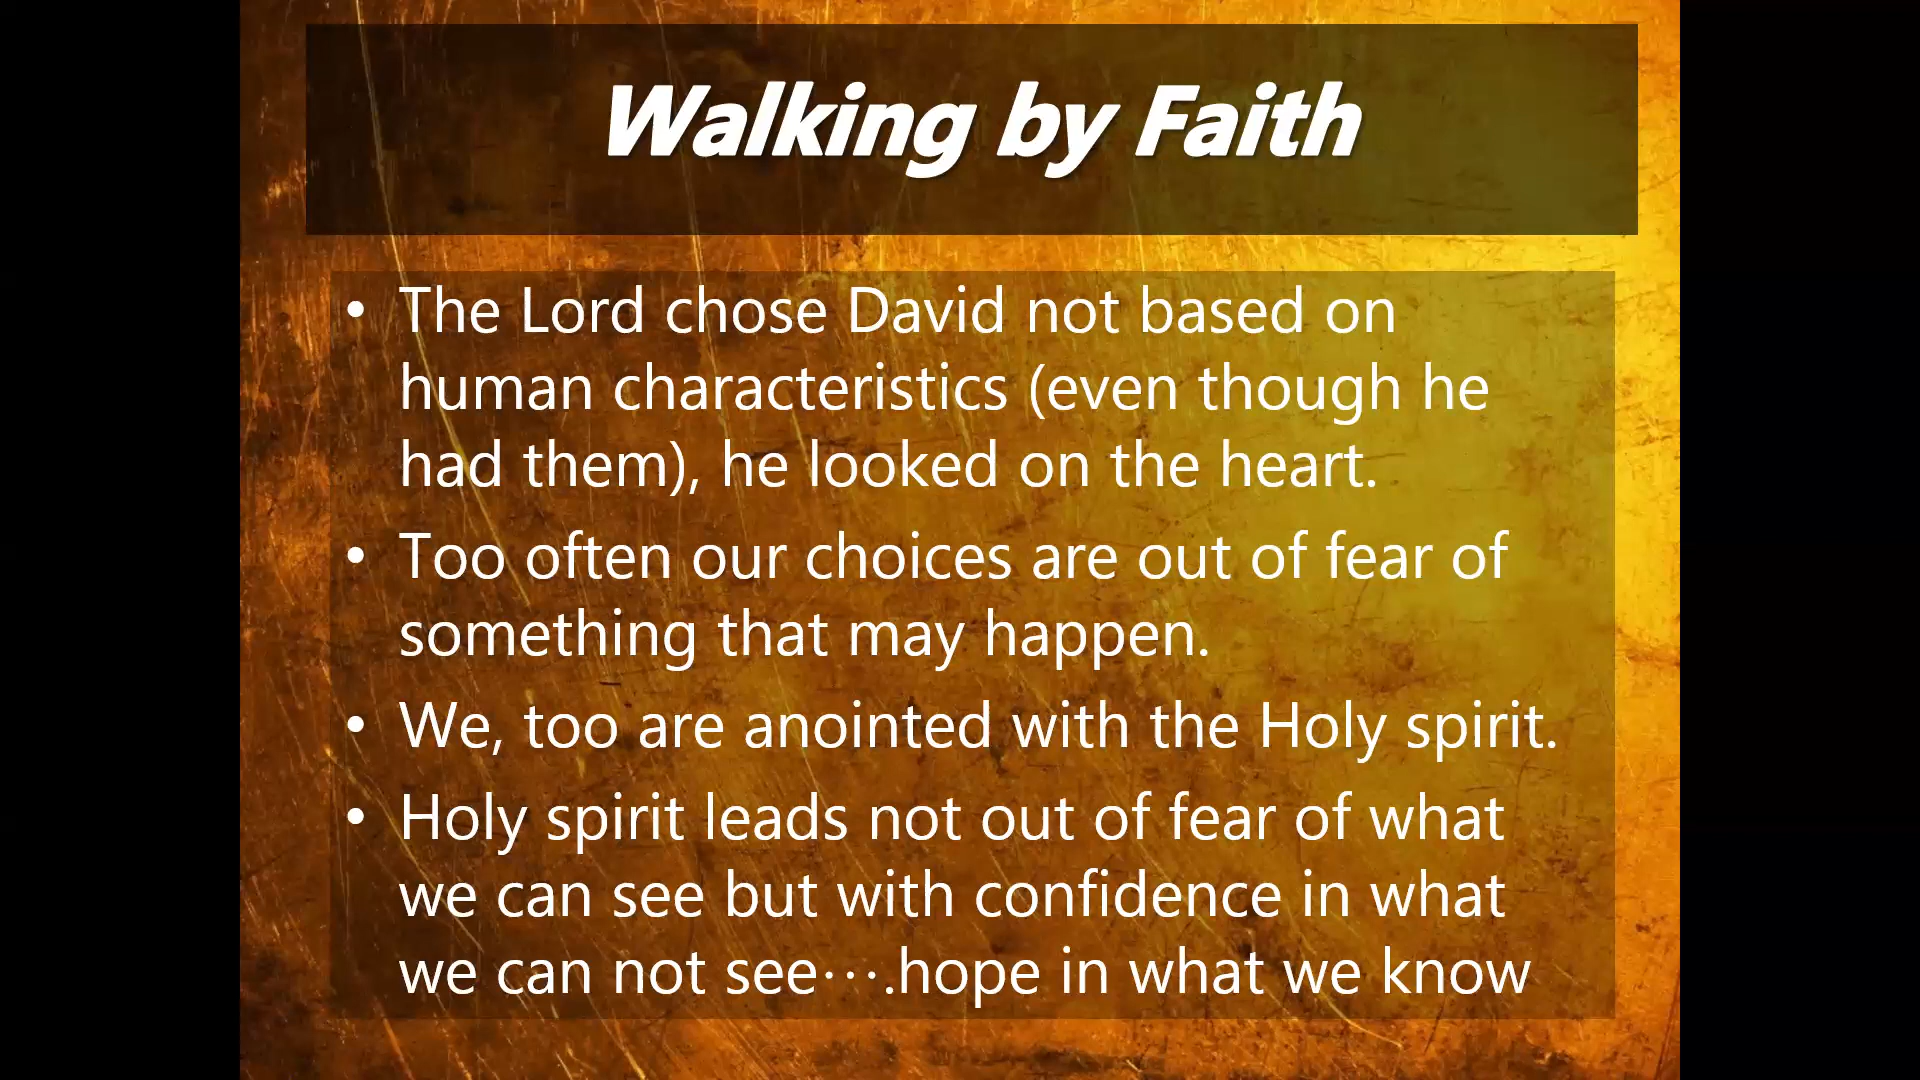 Walking by Faith
• The Lord chose David not based on
human characteristics (even though he
had them), he looked on the heart.
• Too often our choices are out of fear of
something that may happen.
• We, too are anointed with the Holy spirit.
• Holy spirit leads not out of fear of what
we can see but with confidence in what
we can not see⋯.hope in what we know